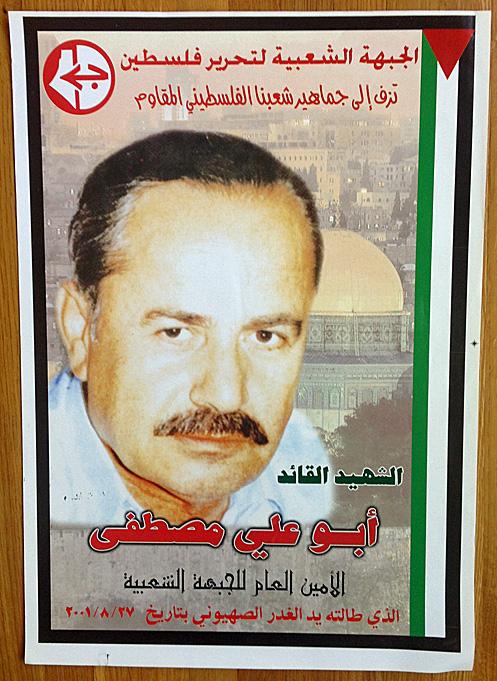 الجبهة الشعبية لتحرير فلسطين
تزف إلى جماهير شعبنا الفلسطيني المقاوم
الشهيد القائد
أبو علي مصطفى
الأمين العام للجبهة الشعبية
الذي طالته يد الغدر الصهيوني بتاريخ ٢٠٠١/٨/٢٧